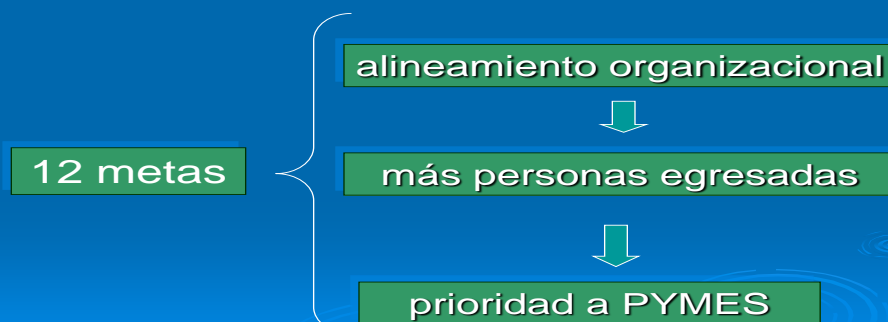 alineamiento organizacional
12 metas
más personas egresadas
prioridad a PYMES